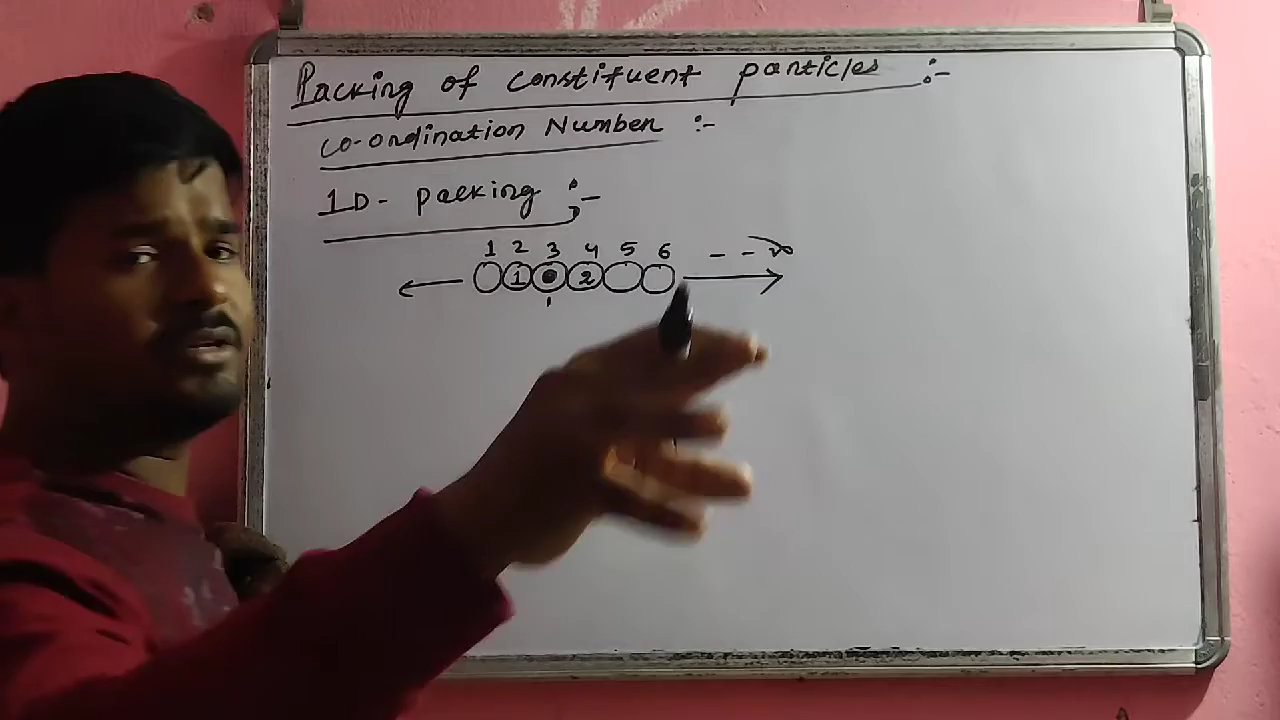 Packing of constituent particles :-
co-ordination Number :-
1D- packing :-
1 2 3 4 5 6 - - ∞
1 2